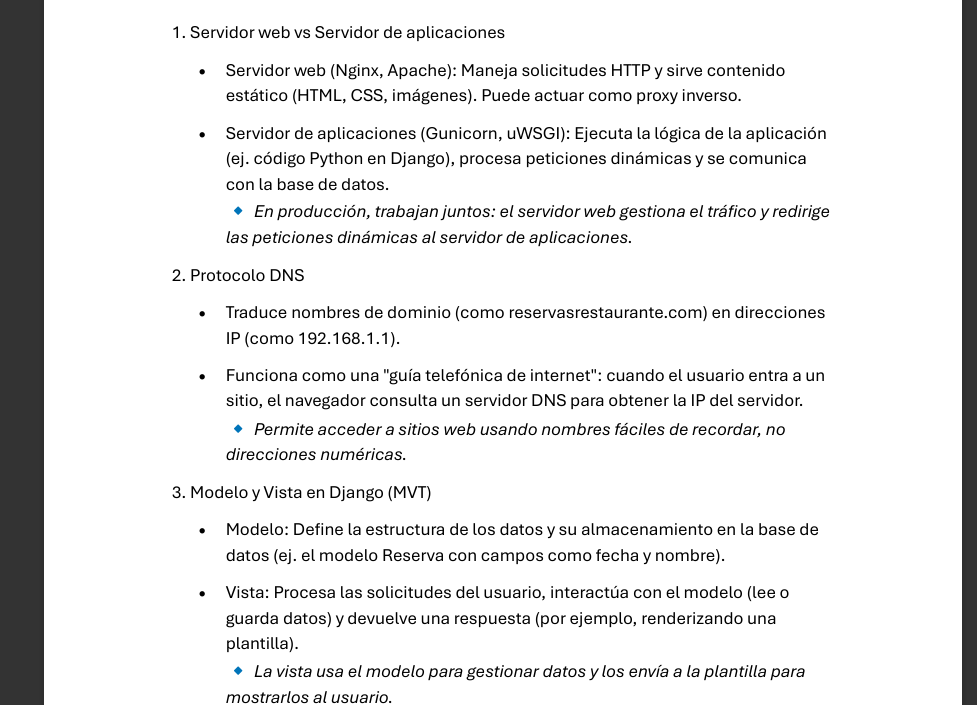 1. Servidor web vs Servidor de aplicaciones
• Servidor web (Nginx, Apache): Maneja solicitudes HTTP y sirve contenido
estático (HTML, CSS, imágenes). Puede actuar como proxy inverso.
• Servidor de aplicaciones (Gunicorn, uWSGI): Ejecuta la lógica de la aplicación
(ej. código Python en Django), procesa peticiones dinámicas y se comunica
con la base de datos.
🔹 En producción, trabajan juntos: el servidor web gestiona el tráfico y redirige
las peticiones dinámicas al servidor de aplicaciones.
2. Protocolo DNS
• Traduce nombres de dominio (como reservasrestaurante.com) en direcciones
IP (como 192.168.1.1).
• Funciona como una "guía telefónica de internet": cuando el usuario entra a un
sitio, el navegador consulta un servidor DNS para obtener la IP del servidor.
🔹 Permite acceder a sitios web usando nombres fáciles de recordar, no
direcciones numéricas.
3. Modelo y Vista en Django (MVT)
• Modelo: Define la estructura de los datos y su almacenamiento en la base de
datos (ej. el modelo Reserva con campos como fecha y nombre).
• Vista: Procesa las solicitudes del usuario, interactúa con el modelo (lee o
guarda datos) y devuelve una respuesta (por ejemplo, renderizando una
plantilla).
🔹 La vista usa el modelo para gestionar datos y los envía a la plantilla para
mostrarlos al usuario.